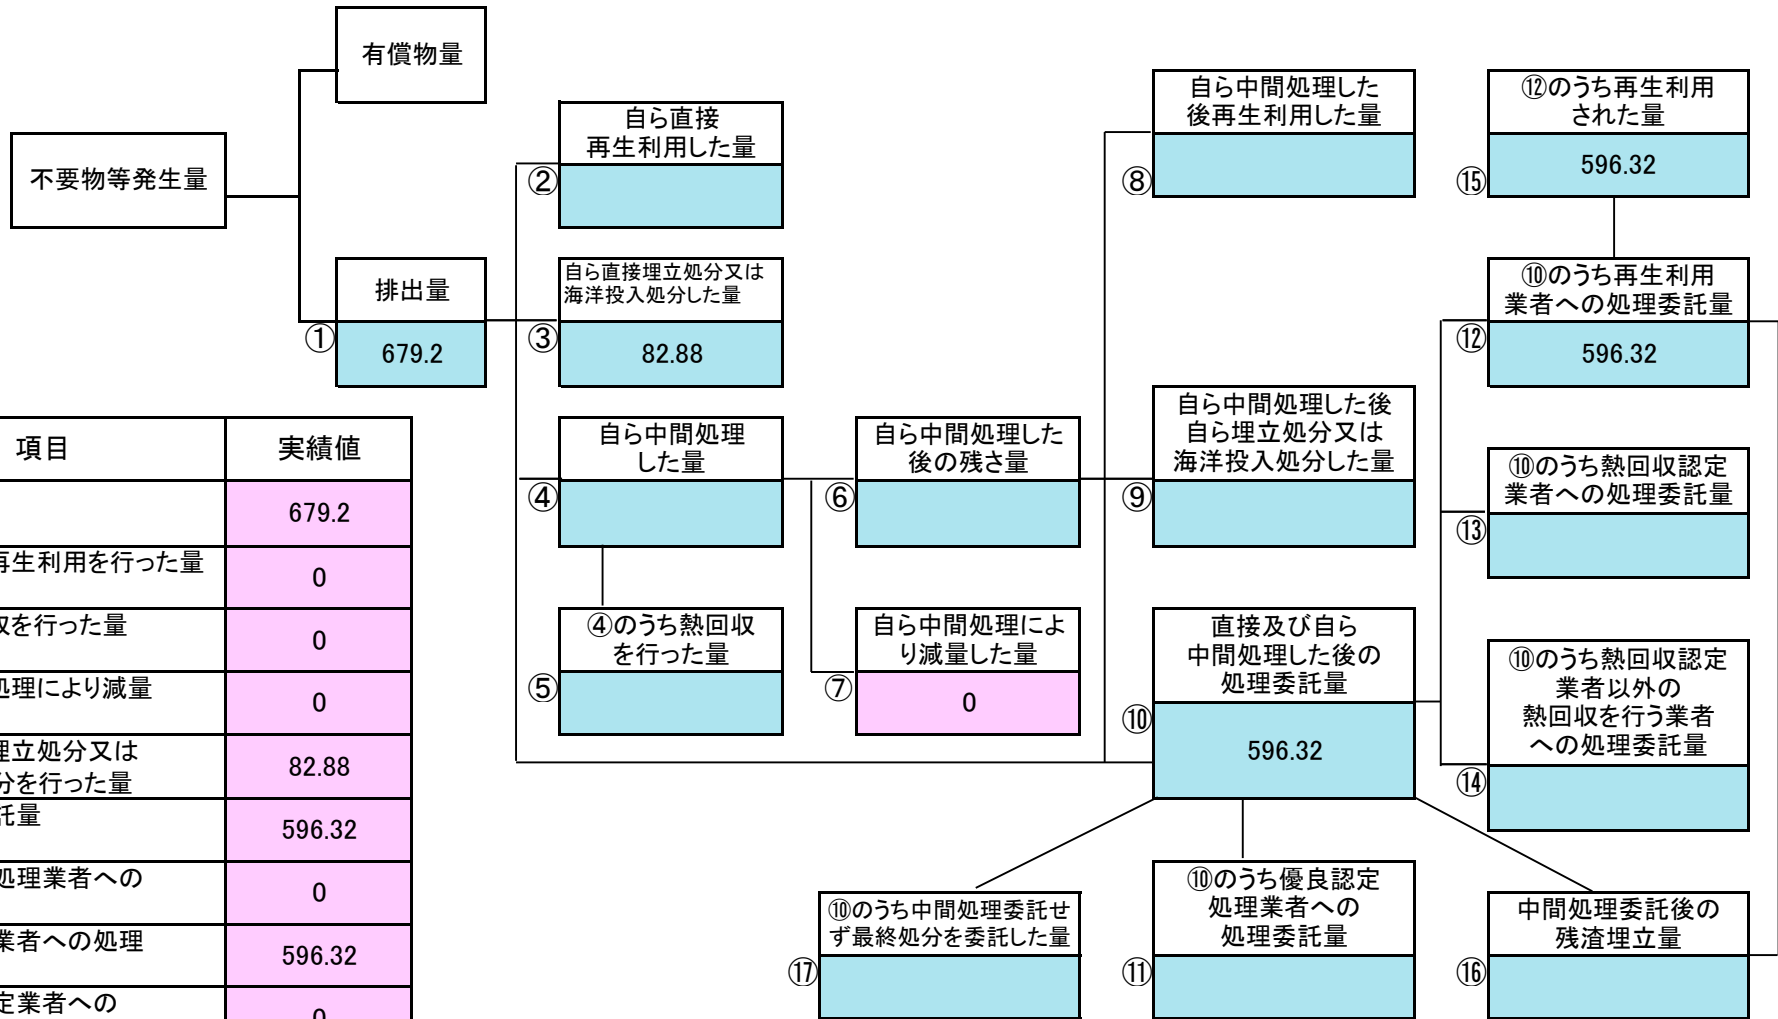 有償物量
不要物等発生量
排出量
①
679.2
自ら直接
再生利用した量
②
自ら直接埋立処分又は
海洋投入処分した量
③
82.88
自ら中間処理
した量
④
④のうち熱回収
を行った量
⑤
自ら中間処理した
後の残さ量
⑥
自ら中間処理によ
り減量した量
⑦
0
自ら中間処理した
後再生利用した量
⑧
自ら中間処理した後
自ら埋立処分又は
海洋投入処分した量
⑨
直接及び自ら
中間処理した後の
処理委託量
⑩
596.32
⑫のうち再生利用
された量
⑮
596.32
⑩のうち再生利用
業者への処理委託量
⑫
596.32
⑩のうち熱回収認定
業者への処理委託量
⑬
⑩のうち熱回収認定
業者以外の
熱回収を行う業者
への処理委託量
⑭
⑩のうち中間処理委託せ
ず最終処分を委託した量
⑰
⑩のうち優良認定
処理業者への
処理委託量
⑪
中間処理委託後の
残渣埋立量
⑯
項目
実績値
679.2
再生利用を行った量
0
を行った量
0
処理により減量
0
埋立処分又は
分を行った量
82.88
託量
596.32
処理業者への
0
業者への処理
596.32
定業者への
0